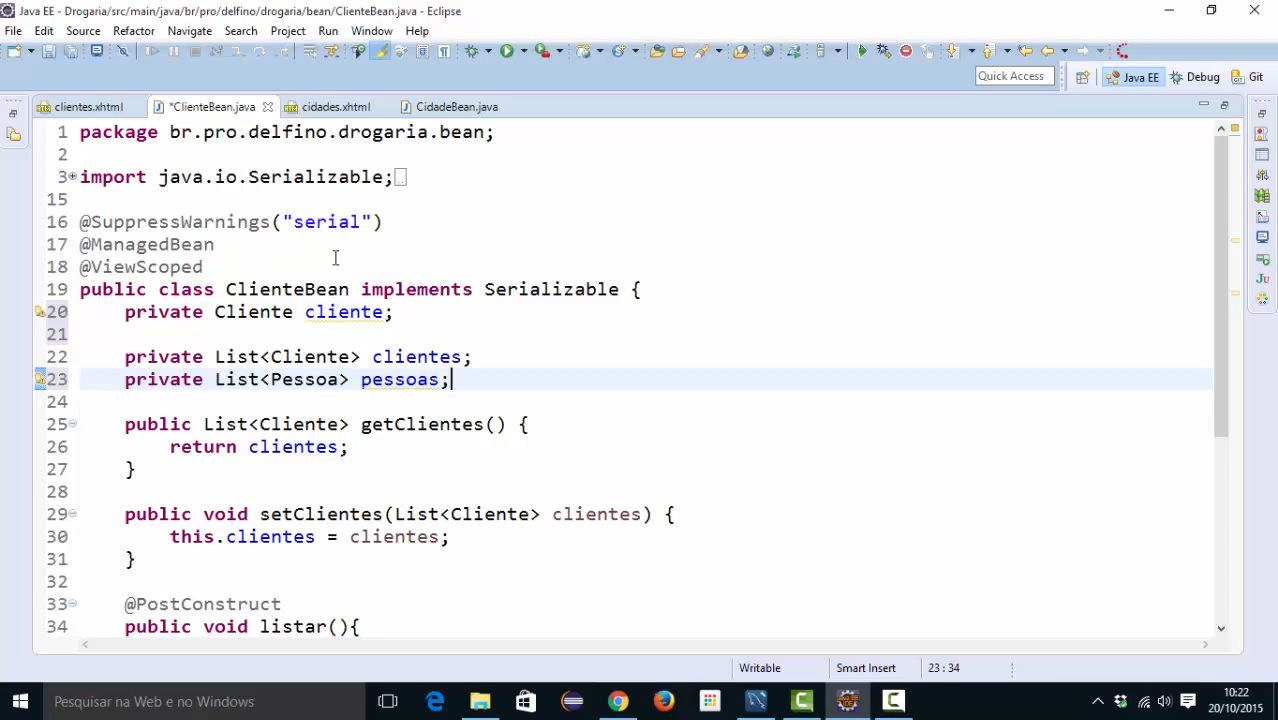 Java EE - Drogaria/src/main/java/br/pro/delfino/drogaria/bean/ClienteBean.java - Eclipse
File Edit Source Refactor Navigate Search Project Run Window Help
Quick Access
Java EE
Debug
Git
clientes.xhtml
*ClienteBean.java
cidades.xhtml
CidadeBean.java
1 package br.pro.delfino.drogaria.bean;
2
3 import java.io.Serializable;
15
16 @SuppressWarnings("serial")
17 @ManagedBean
18 @ViewScoped
19 public class ClienteBean implements Serializable {
20 private Cliente cliente;
21
22 private List<Cliente> clientes;
23 private List<Pessoa> pessoas;
24
25 public List<Cliente> getClientes() {
26 return clientes;
27 }
28
29 public void setClientes(List<Cliente> clientes) {
30 this.clientes = clientes;
31 }
32
33 @PostConstruct
34 public void listar(){
Writable
Smart Insert
23 : 34
Pesquisar na Web e no Windows
10:22
20/10/2015